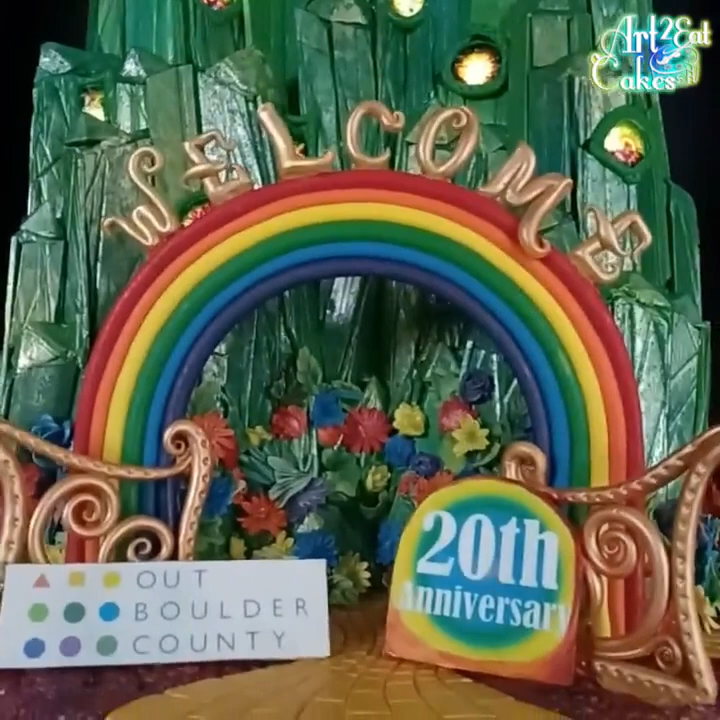 Art2Eat
Cakes
WELCOME
OUT
BOULDER
COUNTY
20th
Anniversary